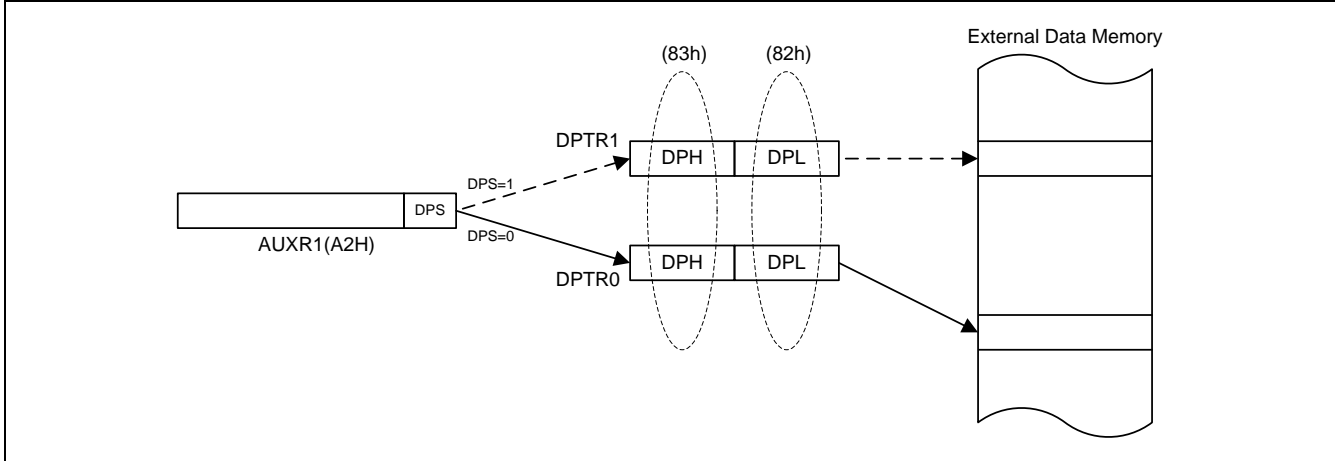 External Data Memory
(83h)
(82h)
DPTR1
DPH
DPL
DPS=1
DPS
DPS=0
AUXR1(A2H)
DPH
DPL
DPTR0